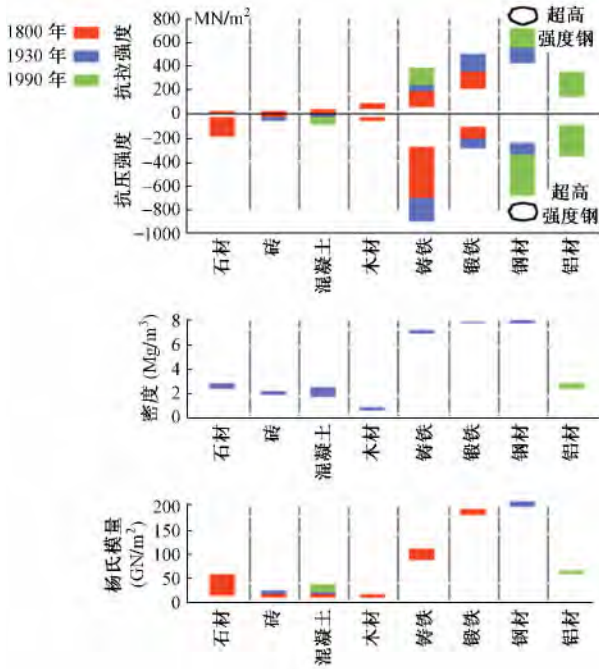 1800 年
1930 年
1990 年
MN/m²
抗拉强度
800
600
400
200
0
超高
强度钢
抗压强度
−200
−400
−600
−800
−1000
超高
强度钢
石材
砖
混凝土
木材
铸铁
锻铁
钢材
铝材
密度 (Mg/m³)
8
6
4
2
0
石材
砖
混凝土
木材
铸铁
锻铁
钢材
铝材
杨氏模量
(GN/m²)
200
150
100
50
0
石材
砖
混凝土
木材
铸铁
锻铁
钢材
铝材